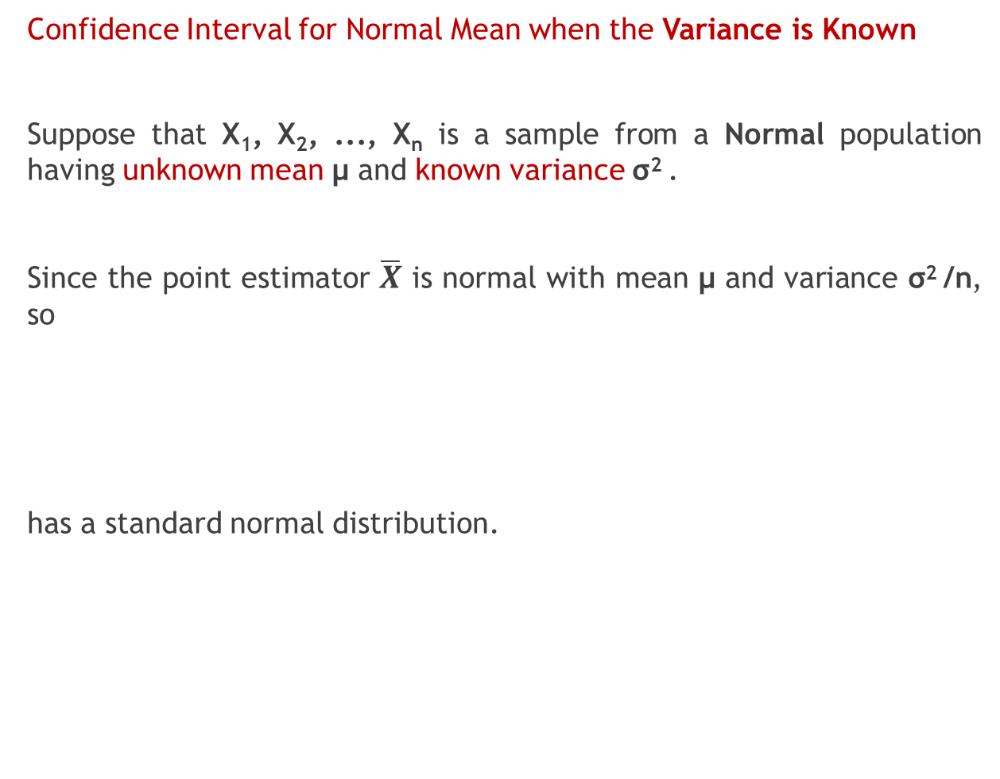 Confidence Interval for Normal Mean when the Variance is Known
Suppose that X₁, X₂, ..., Xₙ is a sample from a Normal population
having unknown mean μ and known variance σ² .
Since the point estimator X̅ is normal with mean μ and variance σ² /n,
so
has a standard normal distribution.